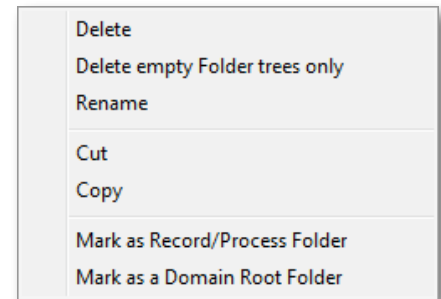 Delete
Delete empty Folder trees only
Rename
Cut
Copy
Mark as Record/Process Folder
Mark as a Domain Root Folder